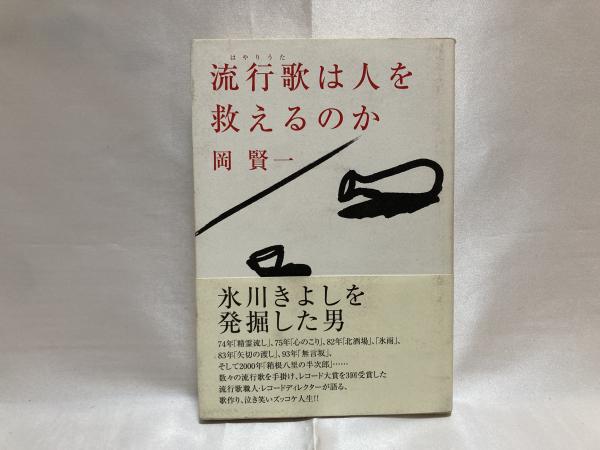 はやりうた
流行歌は人を
救えるのか
岡 賢一
氷川きよしを
発掘した男
74年「精霊流し」、75年「心のこり」、82年「北酒場」、「氷雨」、
83年「矢切の渡し」、93年「無言坂」、
そして2000年「箱根八里の半次郎」……
数々の流行歌を手掛け、レコード大賞を3回受賞した
流行歌職人・レコードディレクターが語る、
歌作り、泣き笑いズッコケ人生!!